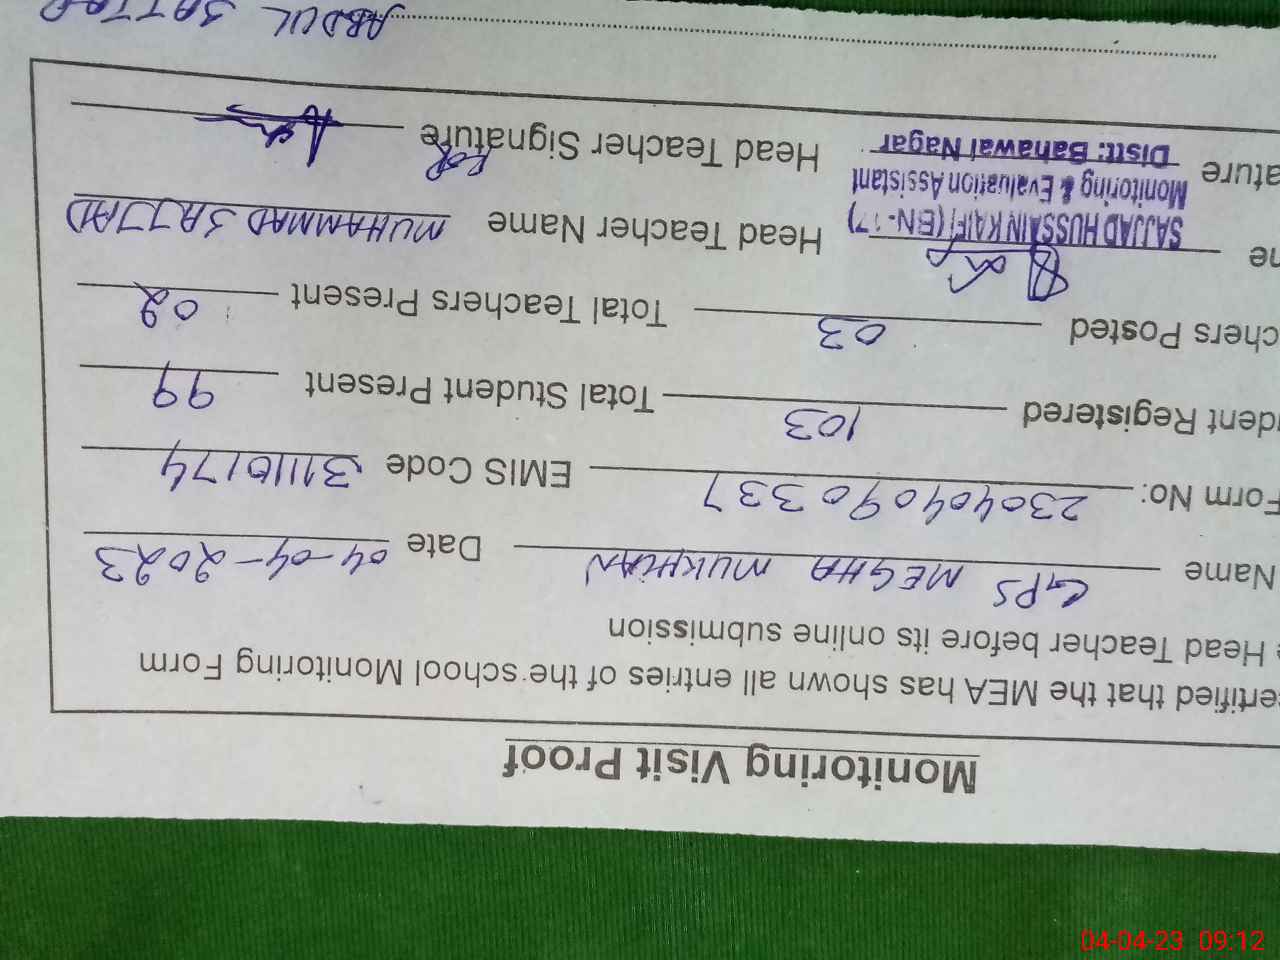 Monitoring Visit Proof
ertified that the MEA has shown all entries of the school Monitoring Form
e Head Teacher before its online submission
Name GPS MEGHA MUKHIAN Date 04-04-2023
Form No: 23040409 0337 EMIS Code 31110174
dent Registered 103 Total Student Present 99
chers Posted 03 Total Teachers Present 02
me SAJJAD HUSSAIN KAIFI (BN-17) Head Teacher Name MUHAMMAD SAJJAD
Monitoring & Evaluation Assistant
ature Distt: Bahawal Nagar Head Teacher Signature
For
ABDUL SATTAR
04-04-23 09:12